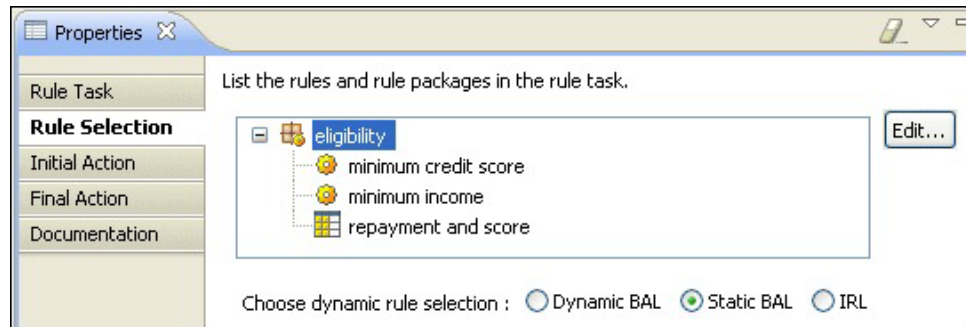 Properties
Rule Task
Rule Selection
Initial Action
Final Action
Documentation
List the rules and rule packages in the rule task.
eligibility
minimum credit score
minimum income
repayment and score
Edit...
Choose dynamic rule selection : Dynamic BAL Static BAL IRL